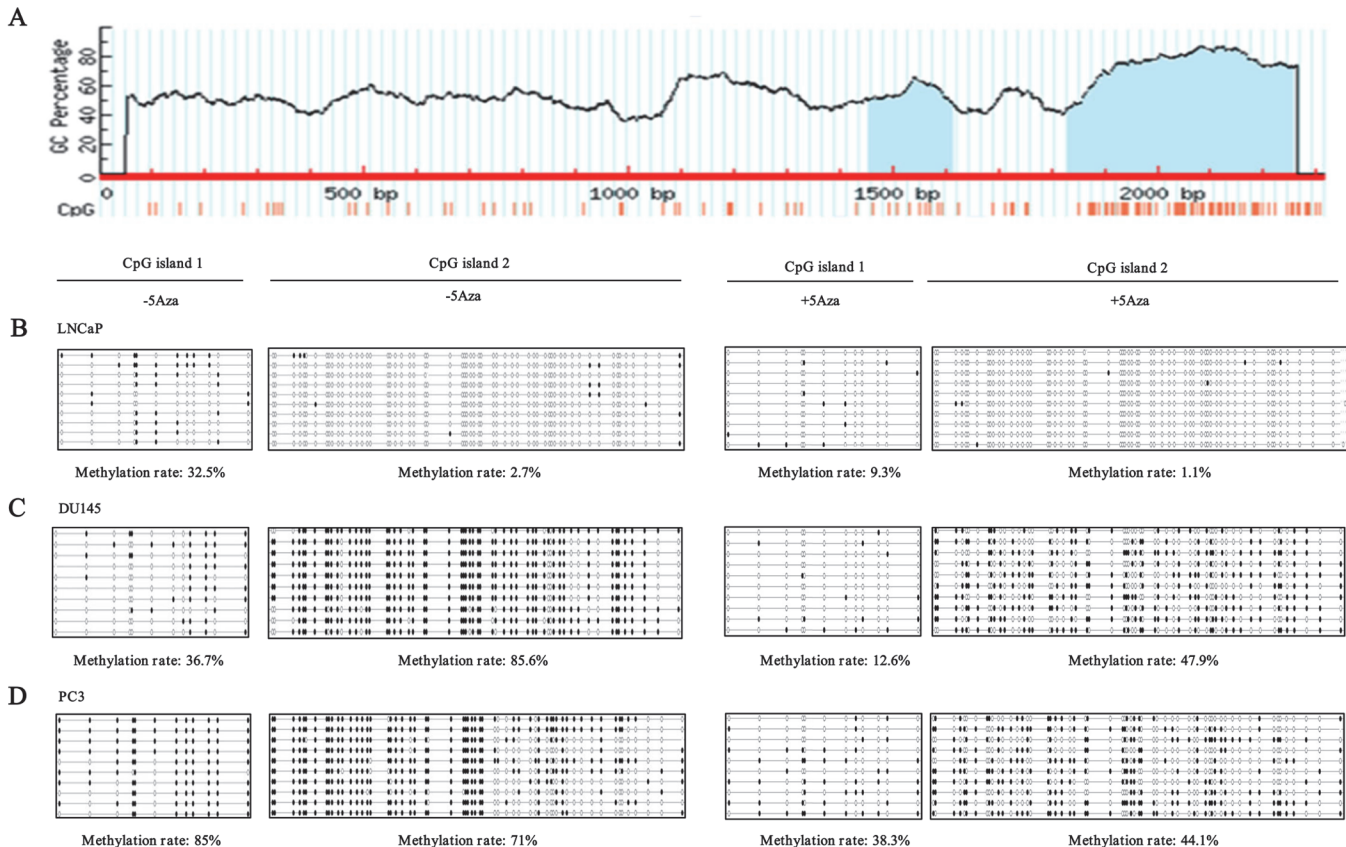 A
GC Percentage
80
60
40
20
0
0 500 bp 1000 bp 1500 bp 2000 bp
CpG
CpG island 1 CpG island 2 CpG island 1 CpG island 2
-5Aza -5Aza +5Aza +5Aza
B LNCaP
Methylation rate: 32.5% Methylation rate: 2.7% Methylation rate: 9.3% Methylation rate: 1.1%
C DU145
Methylation rate: 36.7% Methylation rate: 85.6% Methylation rate: 12.6% Methylation rate: 47.9%
D PC3
Methylation rate: 85% Methylation rate: 71% Methylation rate: 38.3% Methylation rate: 44.1%